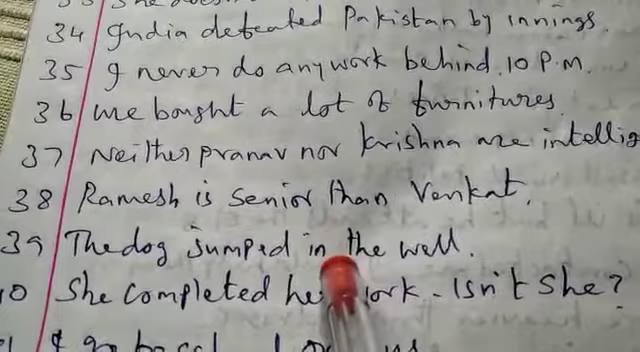 34 India defeated Pakistan by innings.
35 I never do any work behind 10 P.M.
36 we bought a lot of furnitures.
37 Neither pranav nor krishna are intellig
38 Ramesh is senior than Venkat.
39 The dog jumped in the well.
0 She completed her work - Isn't She?